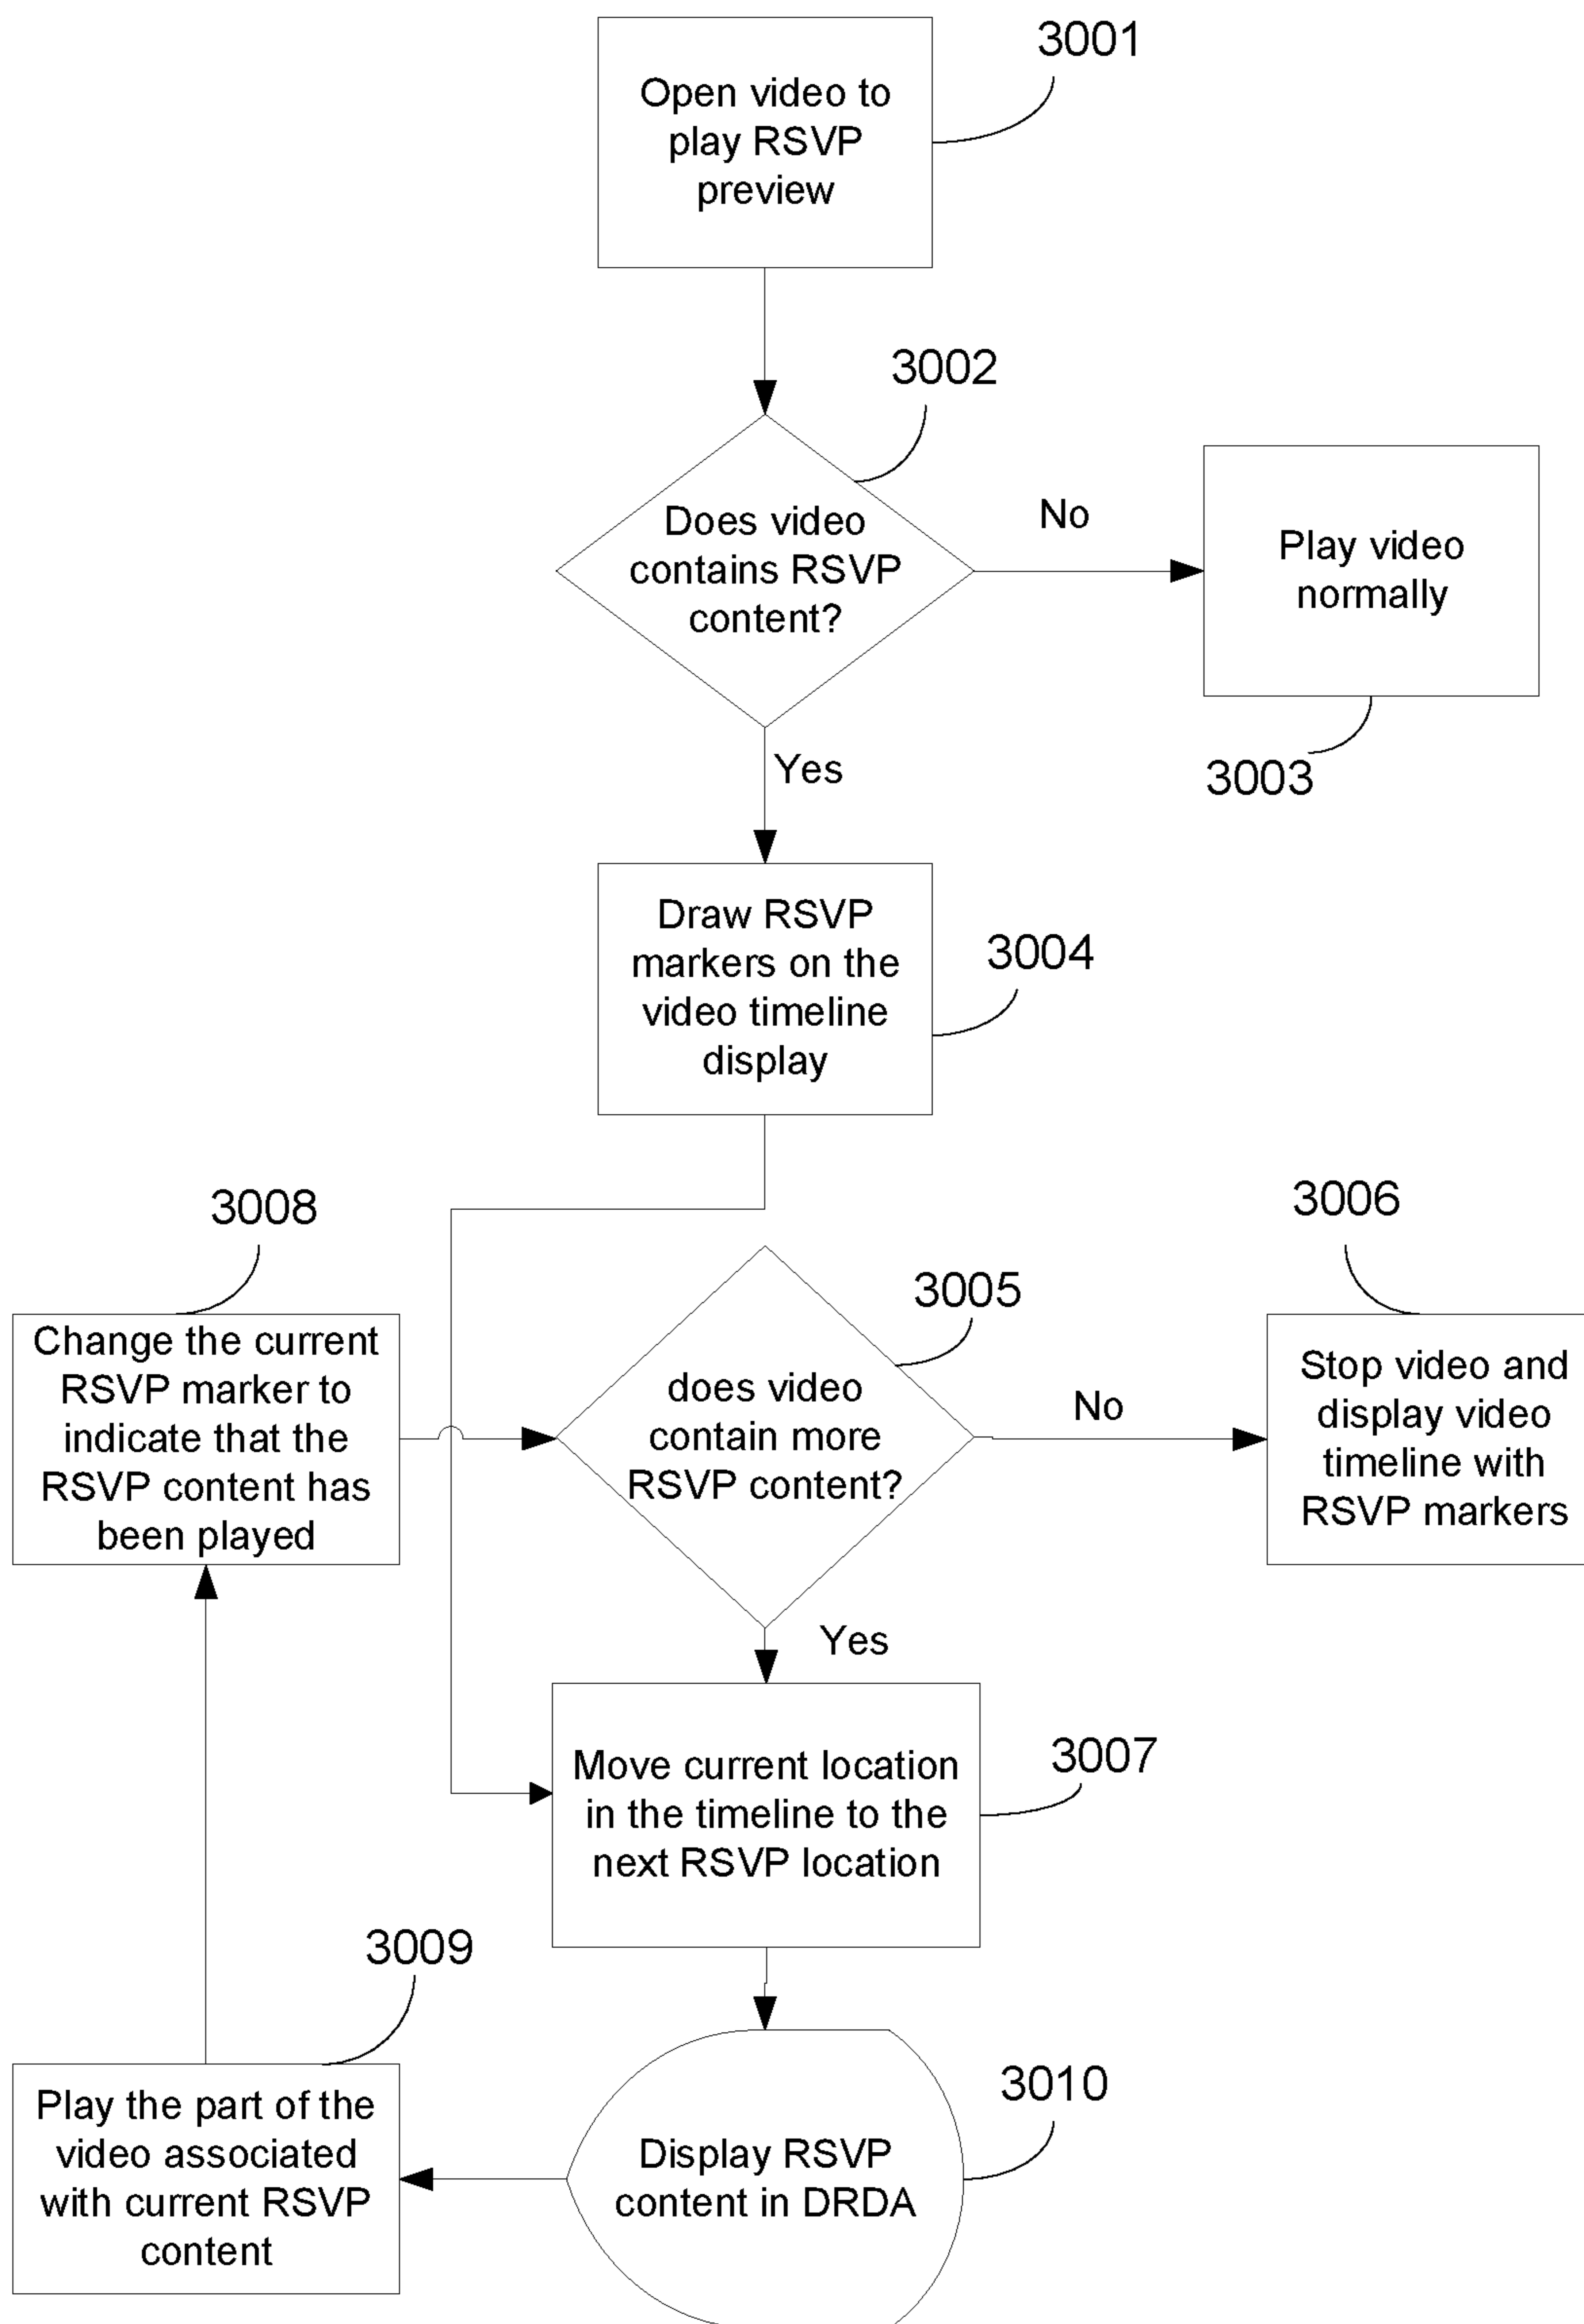 3001
Open video to
play RSVP
preview
3002
Does video
contains RSVP
content?
No
Play video
normally
3003
Yes
Draw RSVP
markers on the
video timeline
display
3004
3008
Change the current
RSVP marker to
indicate that the
RSVP content has
been played
3005
does video
contain more
RSVP content?
No
3006
Stop video and
display video
timeline with
RSVP markers
Yes
Move current location
in the timeline to the
next RSVP location
3007
3009
Play the part of the
video associated
with current RSVP
content
Display RSVP
content in DRDA
3010